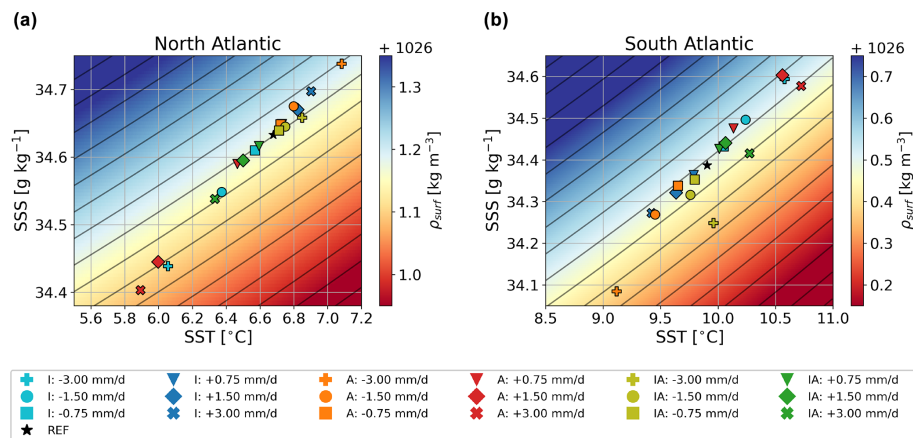 (a)
North Atlantic
+ 1026
34.7
34.6
34.5
34.4
SSS [g kg⁻¹]
5.6 5.8 6.0 6.2 6.4 6.6 6.8 7.0 7.2
SST [°C]
1.3
1.2
1.1
1.0
ρsurf [kg m⁻³]
(b)
South Atlantic
+ 1026
34.6
34.5
34.4
34.3
34.2
34.1
SSS [g kg⁻¹]
8.5 9.0 9.5 10.0 10.5 11.0
SST [°C]
0.7
0.6
0.5
0.4
0.3
0.2
ρsurf [kg m⁻³]
I: -3.00 mm/d I: +0.75 mm/d A: -3.00 mm/d A: +0.75 mm/d IA: -3.00 mm/d IA: +0.75 mm/d
I: -1.50 mm/d I: +1.50 mm/d A: -1.50 mm/d A: +1.50 mm/d IA: -1.50 mm/d IA: +1.50 mm/d
I: -0.75 mm/d I: +3.00 mm/d A: -0.75 mm/d A: +3.00 mm/d IA: -0.75 mm/d IA: +3.00 mm/d
REF